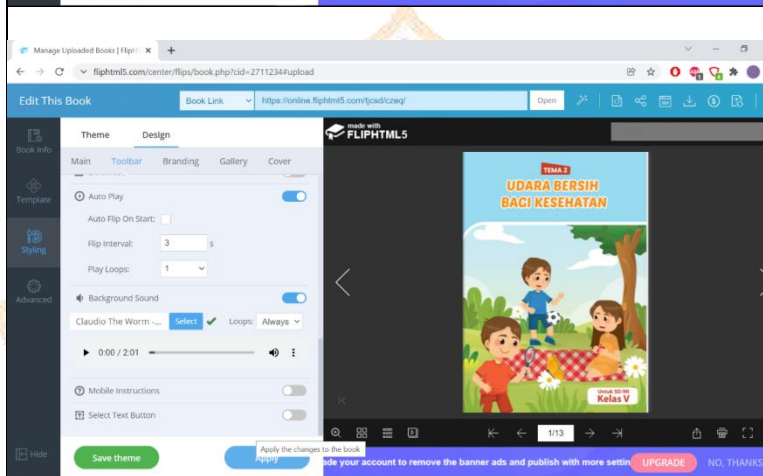 Manage Uploaded Books | FlipH
fliphtml5.com/center/flips/book.php?cid=2711234#upload
Edit This Book
Book Link
https://online.fliphtml5.com/tjcsd/czeq/
Open
Book Info
Template
Styling
Advanced
Hide
Theme Design
Main Toolbar Branding Gallery Cover
Auto Play
Auto Flip On Start:
Flip Interval: 3 s
Play Loops: 1
Background Sound
Claudio The Worm -... Select Loops: Always
0:00 / 2:01
Mobile Instructions
Select Text Button
Save theme
Apply
Apply the changes to the book
made with
FLIPHTML5
TEMA 2
UDARA BERSIH
BAGI KESEHATAN
Untuk SD/MI
Kelas V
1/13
ade your account to remove the banner ads and publish with more settin UPGRADE NO, THANKS